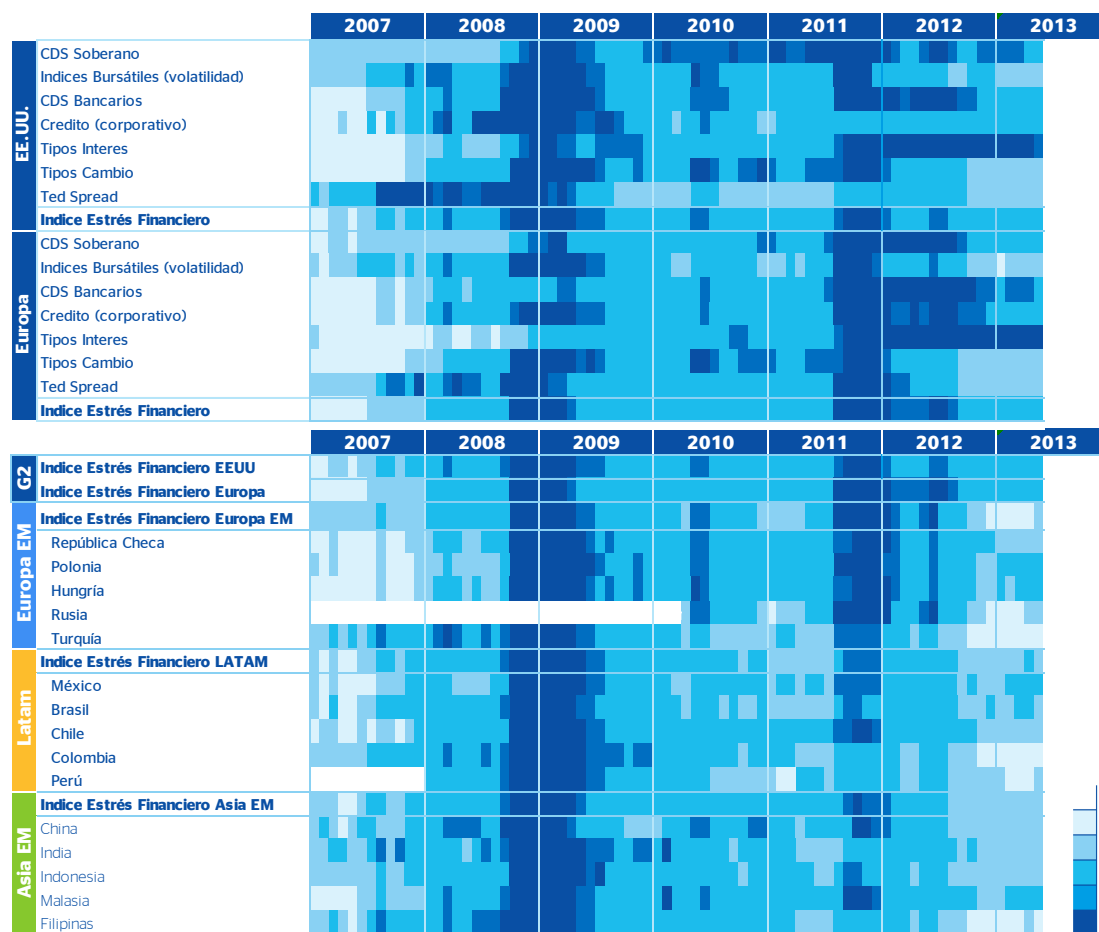 2007 2008 2009 2010 2011 2012 2013
EE.UU.
CDS Soberano
Indices Bursátiles (volatilidad)
CDS Bancarios
Credito (corporativo)
Tipos Interes
Tipos Cambio
Ted Spread
Indice Estrés Financiero
Europa
CDS Soberano
Indices Bursátiles (volatilidad)
CDS Bancarios
Credito (corporativo)
Tipos Interes
Tipos Cambio
Ted Spread
Indice Estrés Financiero
2007 2008 2009 2010 2011 2012 2013
G2
Indice Estrés Financiero EEUU
Indice Estrés Financiero Europa
Europa EM
Indice Estrés Financiero Europa EM
República Checa
Polonia
Hungría
Rusia
Turquía
Latam
Indice Estrés Financiero LATAM
México
Brasil
Chile
Colombia
Perú
Asia EM
Indice Estrés Financiero Asia EM
China
India
Indonesia
Malasia
Filipinas